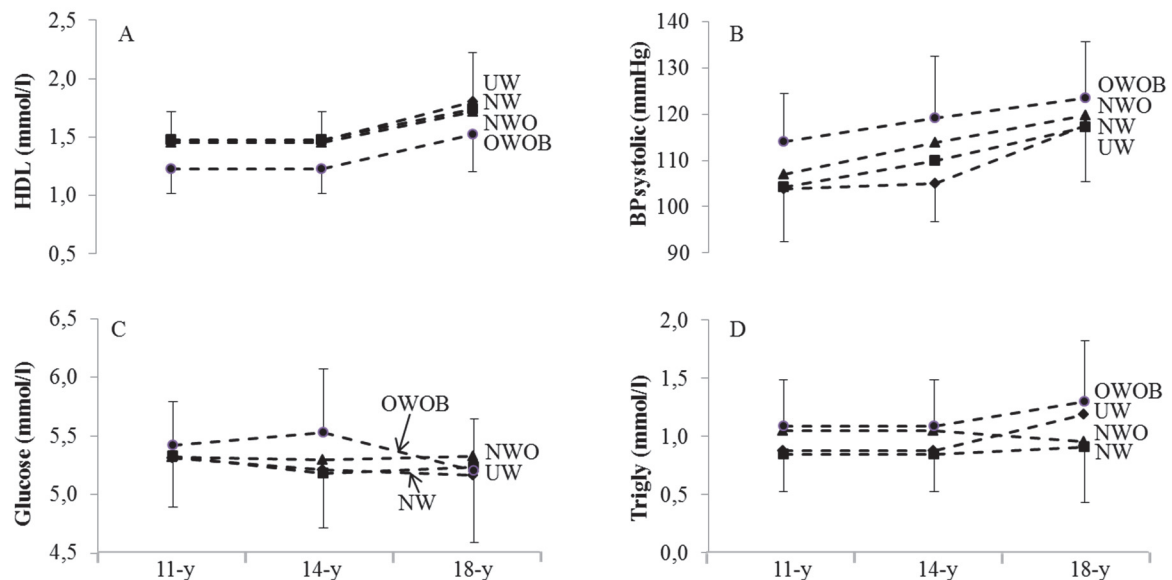 A
HDL (mmol/l)
2,5
2,0
1,5
1,0
0,5
UW
NW
NWO
OWOB
B
BPsystolic (mmHg)
140
130
120
110
100
90
OWOB
NWO
NW
UW
C
Glucose (mmol/l)
6,5
6,0
5,5
5,0
4,5
OWOB
NW
NWO
UW
11-y 14-y 18-y
D
Trigly (mmol/l)
2,0
1,5
1,0
0,5
0,0
OWOB
UW
NWO
NW
11-y 14-y 18-y